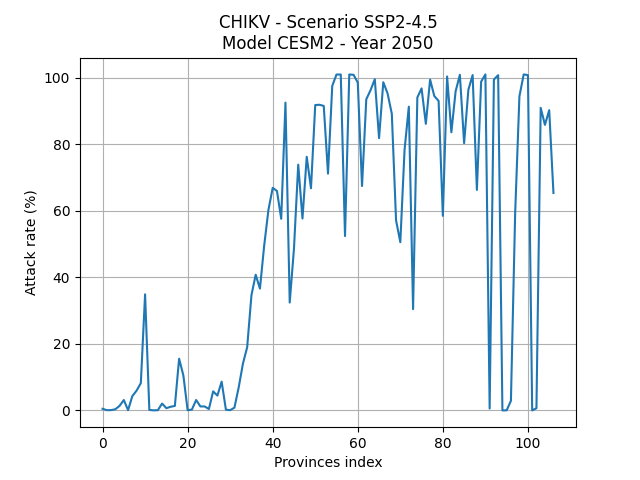 CHIKV - Scenario SSP2-4.5
Model CESM2 - Year 2050
100
80
60
40
20
0
Attack rate (%)
0 20 40 60 80 100
Provinces index